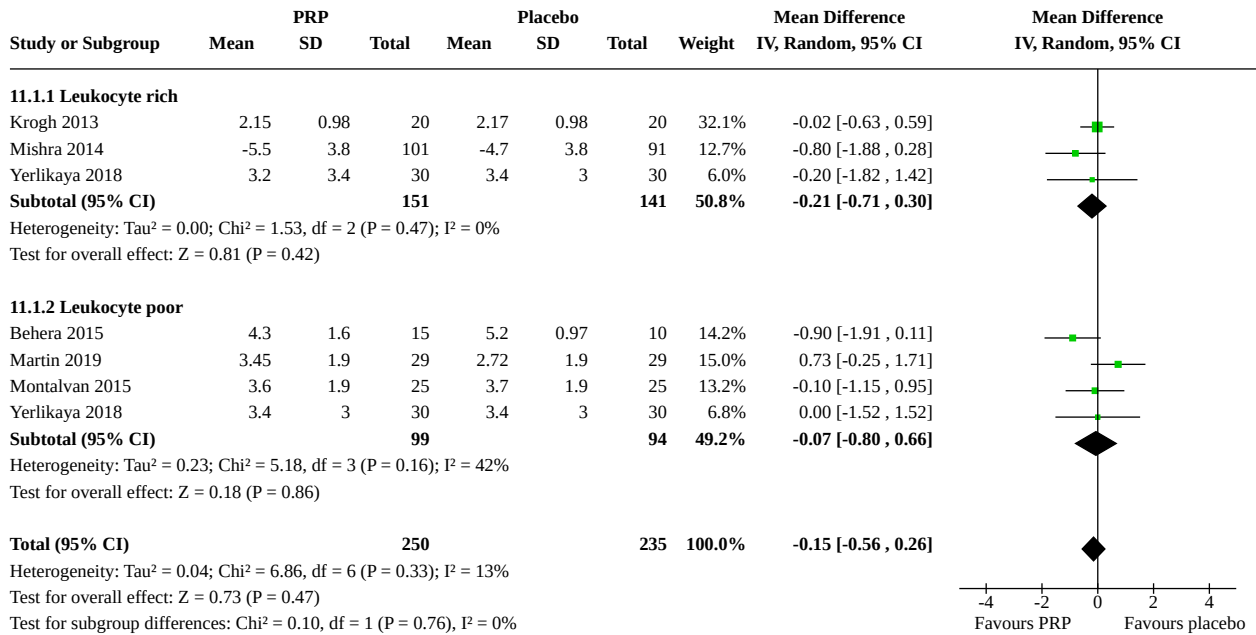 PRP Placebo Mean Difference Mean Difference
Study or Subgroup Mean SD Total Mean SD Total Weight IV, Random, 95% CI IV, Random, 95% CI
11.1.1 Leukocyte rich
Krogh 2013 2.15 0.98 20 2.17 0.98 20 32.1% -0.02 [-0.63 , 0.59]
Mishra 2014 -5.5 3.8 101 -4.7 3.8 91 12.7% -0.80 [-1.88 , 0.28]
Yerlikaya 2018 3.2 3.4 30 3.4 3 30 6.0% -0.20 [-1.82 , 1.42]
Subtotal (95% CI) 151 141 50.8% -0.21 [-0.71 , 0.30]
Heterogeneity: Tau² = 0.00; Chi² = 1.53, df = 2 (P = 0.47); I² = 0%
Test for overall effect: Z = 0.81 (P = 0.42)
11.1.2 Leukocyte poor
Behera 2015 4.3 1.6 15 5.2 0.97 10 14.2% -0.90 [-1.91 , 0.11]
Martin 2019 3.45 1.9 29 2.72 1.9 29 15.0% 0.73 [-0.25 , 1.71]
Montalvan 2015 3.6 1.9 25 3.7 1.9 25 13.2% -0.10 [-1.15 , 0.95]
Yerlikaya 2018 3.4 3 30 3.4 3 30 6.8% 0.00 [-1.52 , 1.52]
Subtotal (95% CI) 99 94 49.2% -0.07 [-0.80 , 0.66]
Heterogeneity: Tau² = 0.23; Chi² = 5.18, df = 3 (P = 0.16); I² = 42%
Test for overall effect: Z = 0.18 (P = 0.86)
Total (95% CI) 250 235 100.0% -0.15 [-0.56 , 0.26]
Heterogeneity: Tau² = 0.04; Chi² = 6.86, df = 6 (P = 0.33); I² = 13%
Test for overall effect: Z = 0.73 (P = 0.47)
Test for subgroup differences: Chi² = 0.10, df = 1 (P = 0.76), I² = 0%
-4 -2 0 2 4
Favours PRP Favours placebo